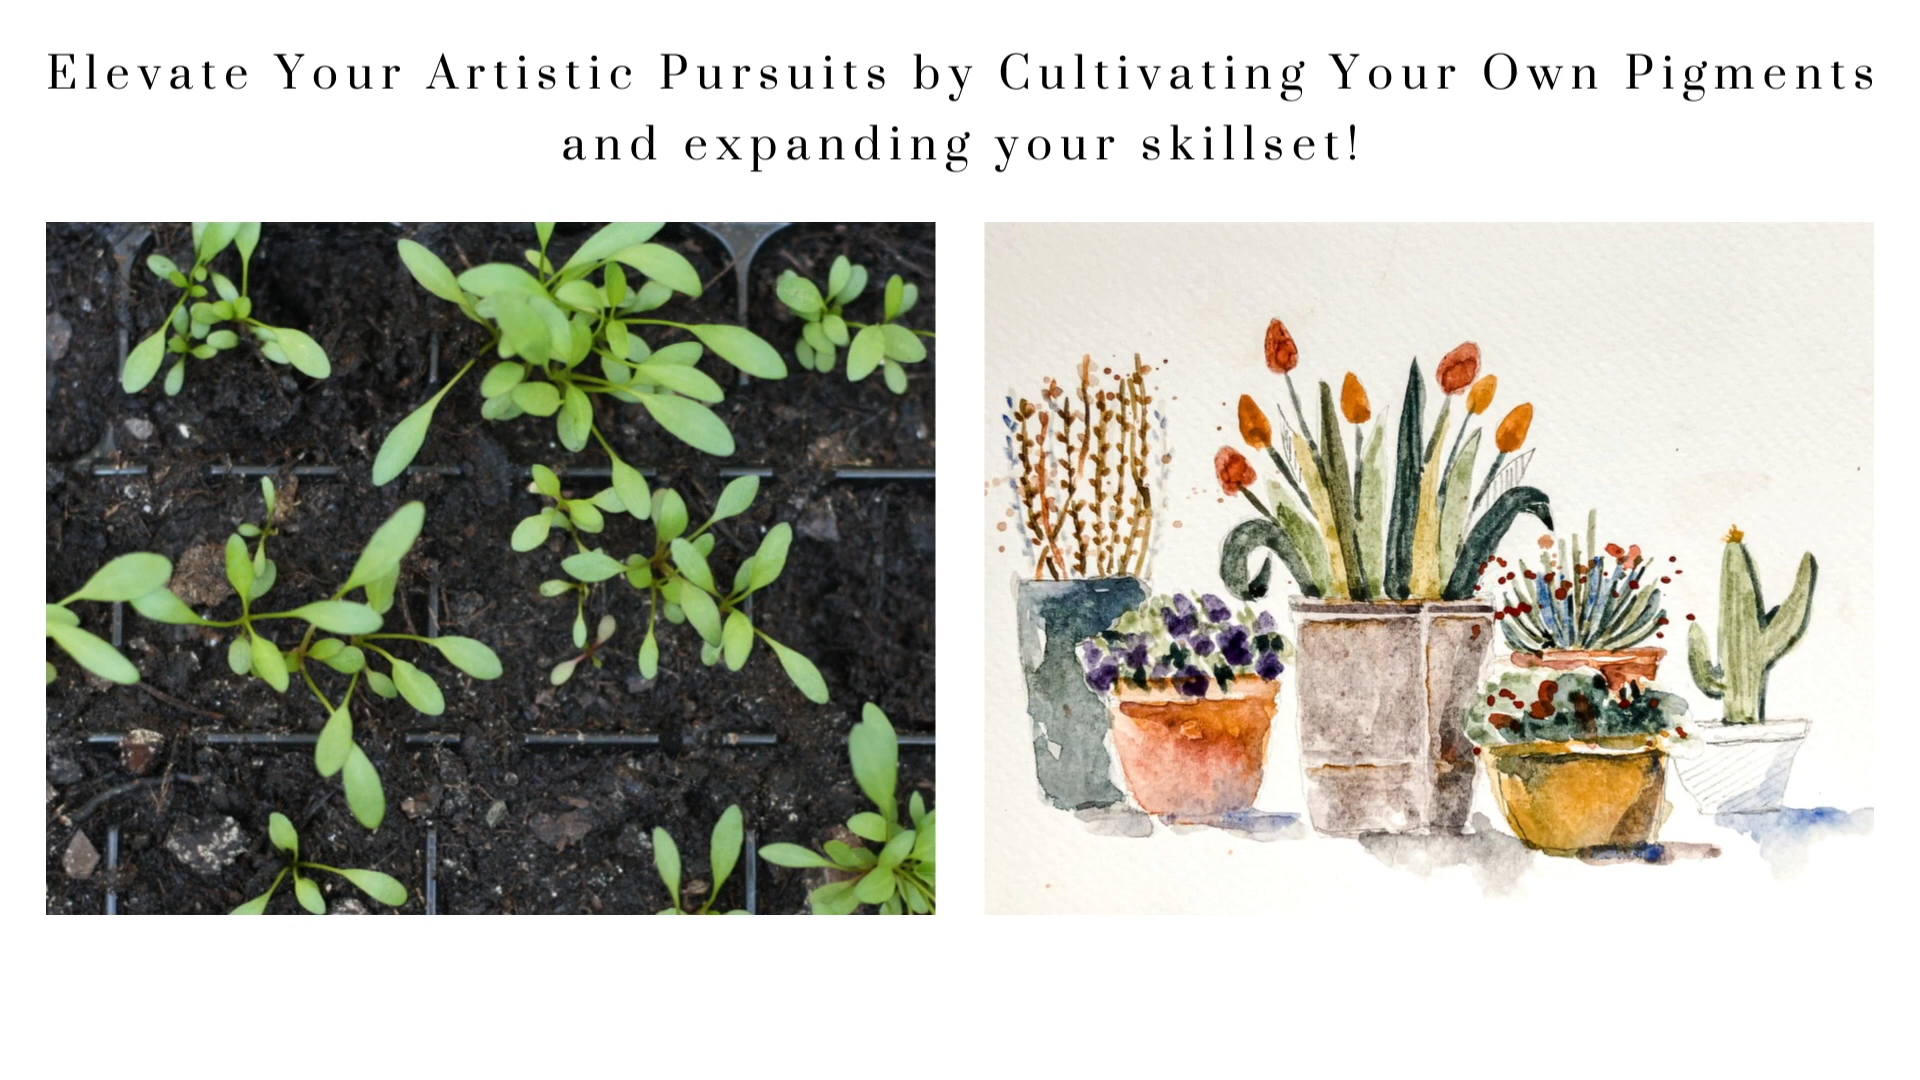 Elevate Your Artistic Pursuits by Cultivating Your Own Pigments
and expanding your skillset!